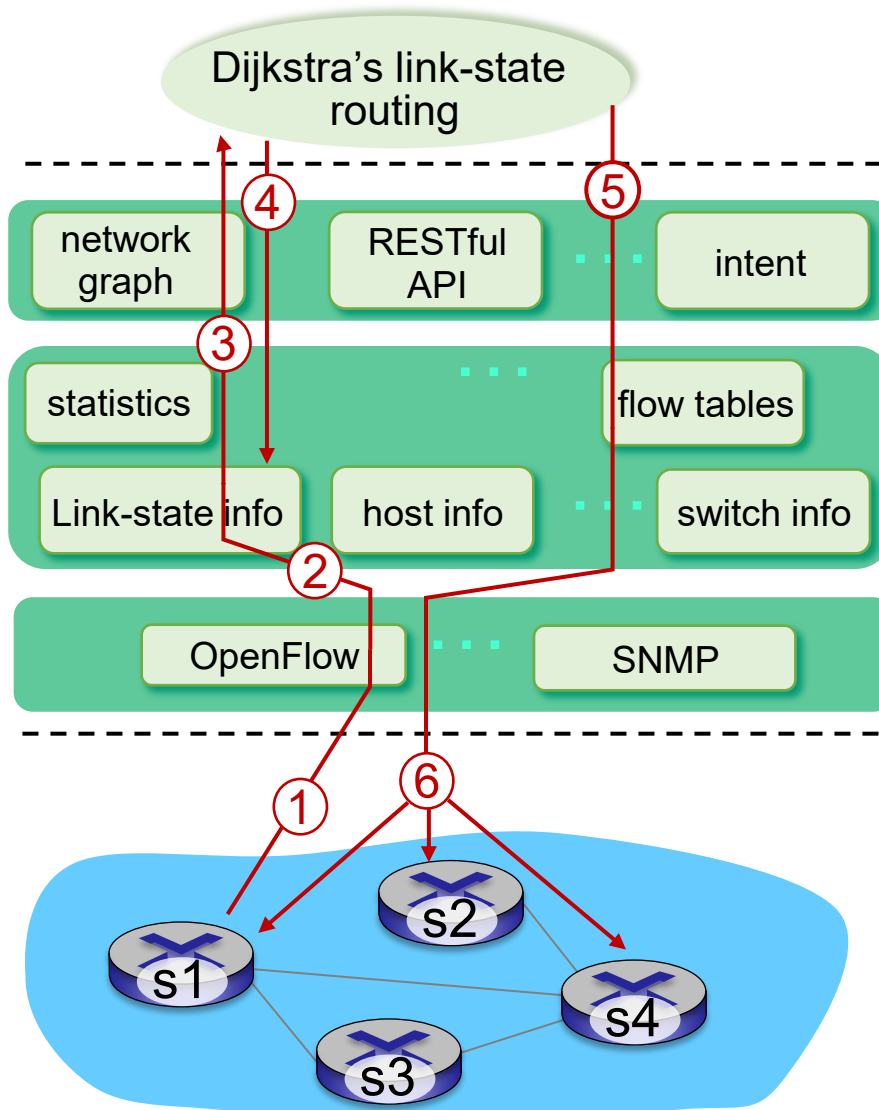 Dijkstra's link-state
routing
4
5
network
graph
RESTful
API
intent
3
statistics
flow tables
Link-state info
host info
switch info
2
OpenFlow
SNMP
1
6
s2
s1
s4
s3